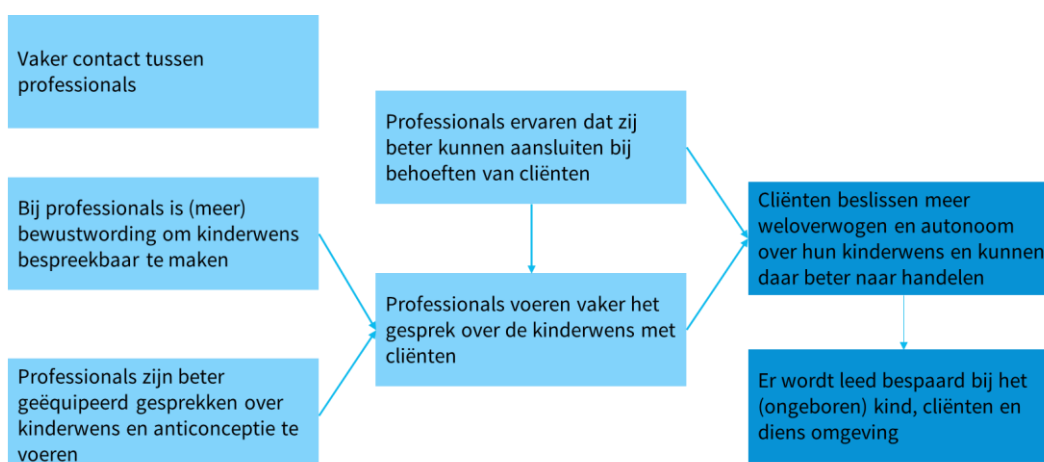 Vaker contact tussen
professionals
Bij professionals is (meer)
bewustwording om kinderwens
bespreekbaar te maken
Professionals zijn beter
geëquipeerd gesprekken over
kinderwens en anticonceptie te
voeren
Professionals ervaren dat zij
beter kunnen aansluiten bij
behoeften van cliënten
Professionals voeren vaker het
gesprek over de kinderwens met
cliënten
Cliënten beslissen meer
weloverwogen en autonoom
over hun kinderwens en kunnen
daar beter naar handelen
Er wordt leed bespaard bij het
(ongeboren) kind, cliënten en
diens omgeving